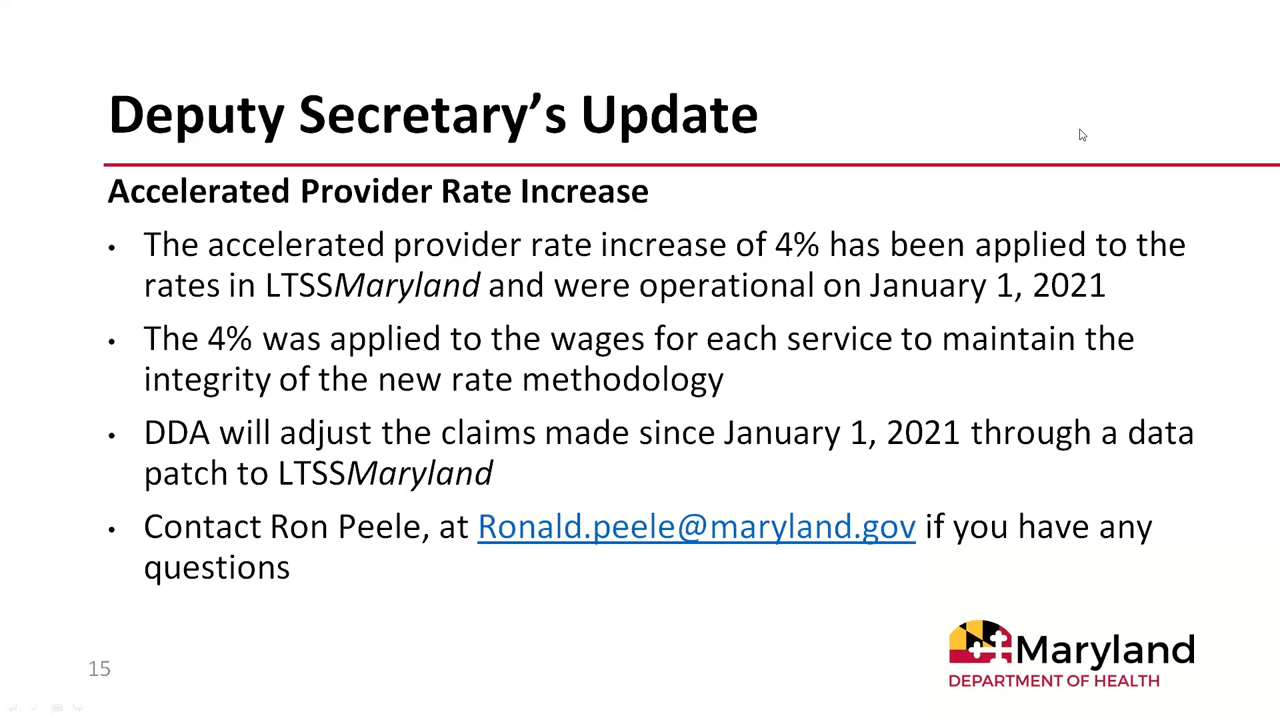 Deputy Secretary’s Update
Accelerated Provider Rate Increase
• The accelerated provider rate increase of 4% has been applied to the
rates in LTSSMaryland and were operational on January 1, 2021
• The 4% was applied to the wages for each service to maintain the
integrity of the new rate methodology
• DDA will adjust the claims made since January 1, 2021 through a data
patch to LTSSMaryland
• Contact Ron Peele, at Ronald.peele@maryland.gov if you have any
questions
15
Maryland
DEPARTMENT OF HEALTH